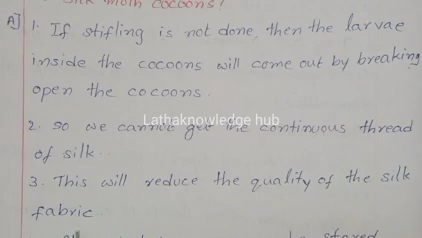 silk moth cocoons?
A] 1. If stifling is not done, then the larvae
inside the cocoons will come out by breaking
open the cocoons.
2. so we cannot get the continuous thread
Lathaknowledge hub
of silk.
3. This will reduce the quality of the silk
fabric.
stored